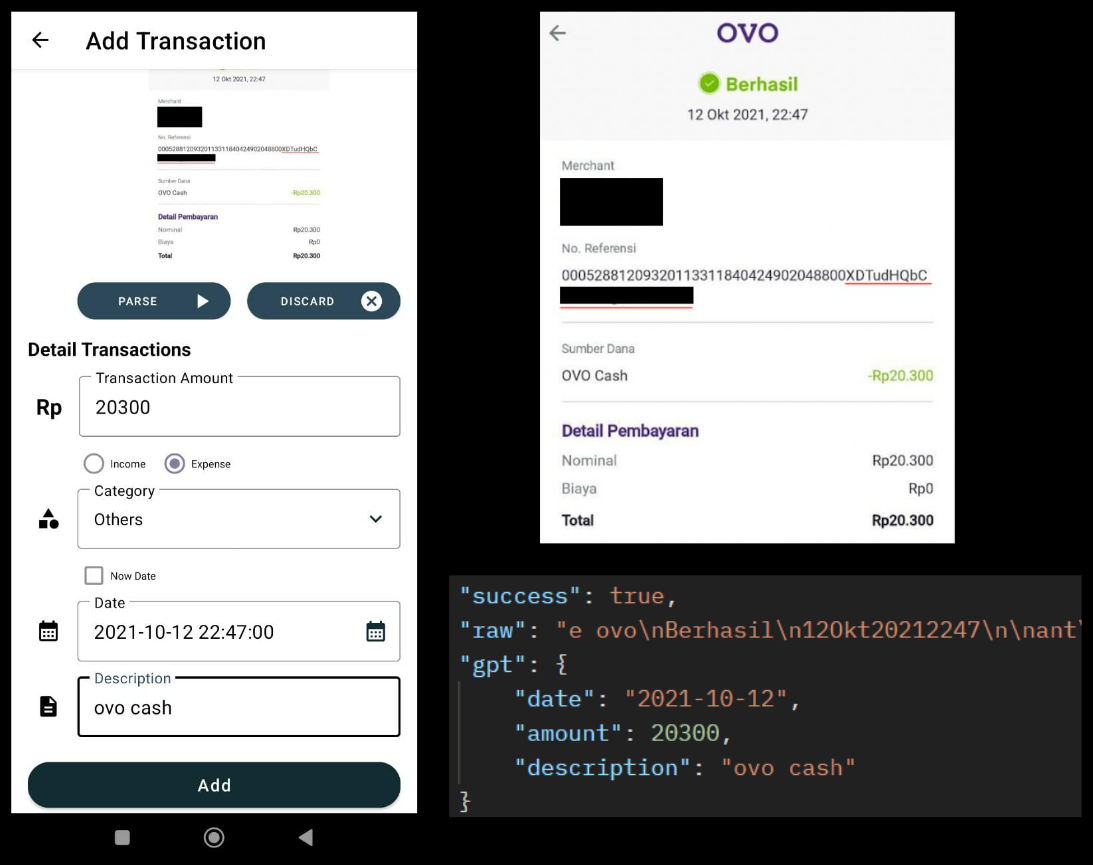 Add Transaction
12 Okt 2021, 22:47
Merchant
No. Referensi
00052881209320113311840424902048800XDTudHQbC
Sumber Dana
OVO Cash -Rp20.300
Detail Pembayaran
Nominal Rp20.300
Biaya Rp0
Total Rp20.300
PARSE DISCARD
Detail Transactions
Transaction Amount
Rp 20300
Income Expense
Category
Others
Now Date
Date
2021-10-12 22:47:00
Description
ovo cash
Add
OVO
Berhasil
12 Okt 2021, 22:47
Merchant
No. Referensi
00052881209320113311840424902048800XDTudHQbC
Sumber Dana
OVO Cash -Rp20.300
Detail Pembayaran
Nominal Rp20.300
Biaya Rp0
Total Rp20.300
"success": true,
"raw": "e ovo\nBerhasil\n12Okt20212247\n\nant\
"gpt": {
"date": "2021-10-12",
"amount": 20300,
"description": "ovo cash"
}